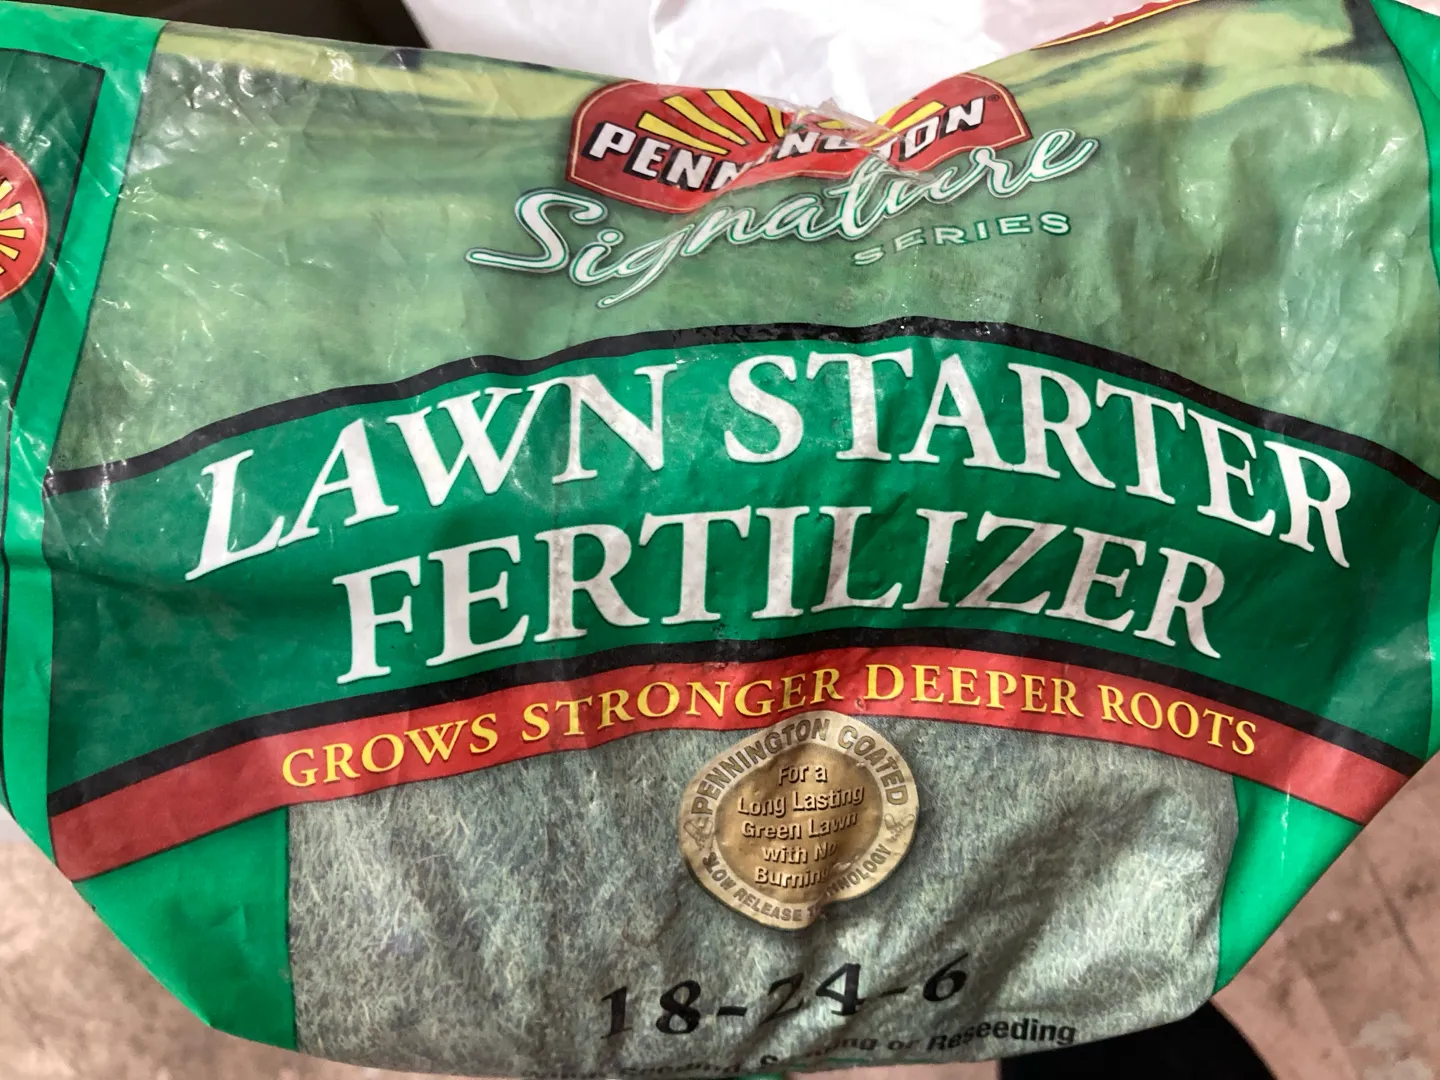 PENNINGTON®
Signature
SERIES
LAWN STARTER
FERTILIZER
GROWS STRONGER DEEPER ROOTS
PENNINGTON COATED
For a
Long Lasting
Green Lawn
with No
Burning
SLOW RELEASE TECHNOLOGY
18-24-6
or Reseeding